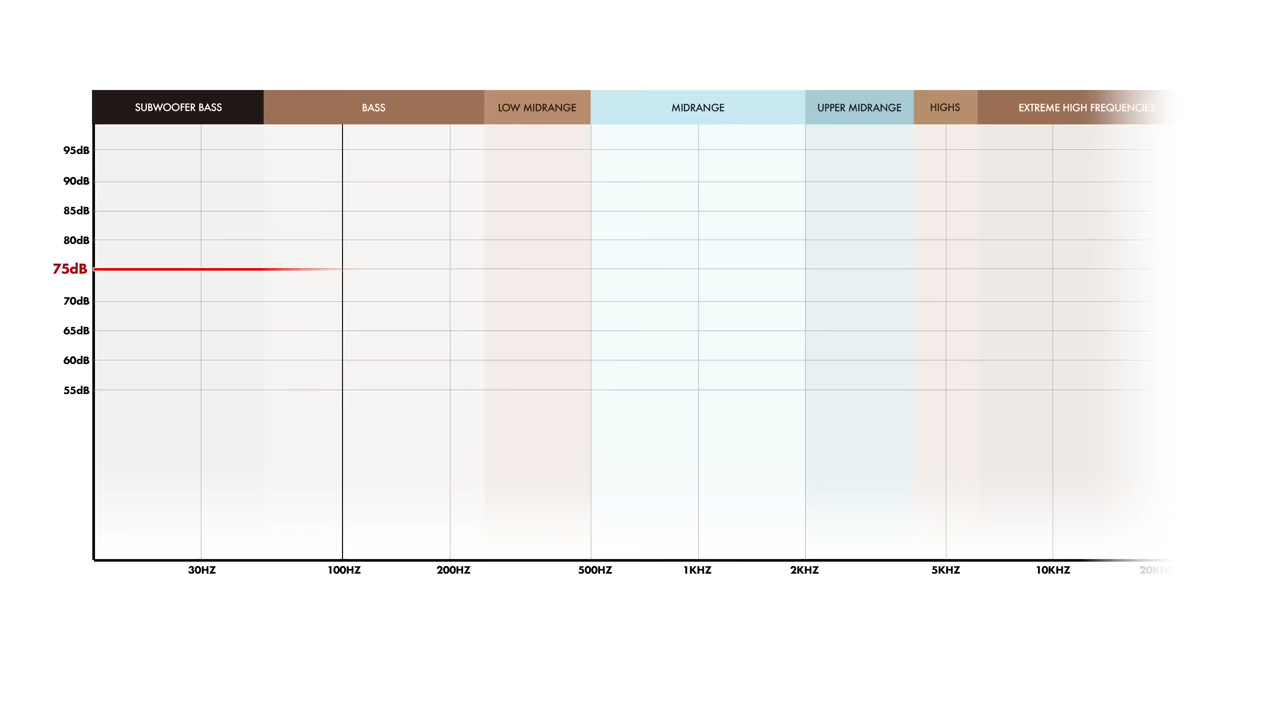 SUBWOOFER BASS BASS LOW MIDRANGE MIDRANGE UPPER MIDRANGE HIGHS EXTREME HIGH FREQUENCIES
95dB
90dB
85dB
80dB
75dB
70dB
65dB
60dB
55dB
30HZ 100HZ 200HZ 500HZ 1KHZ 2KHZ 5KHZ 10KHZ 20KHZ